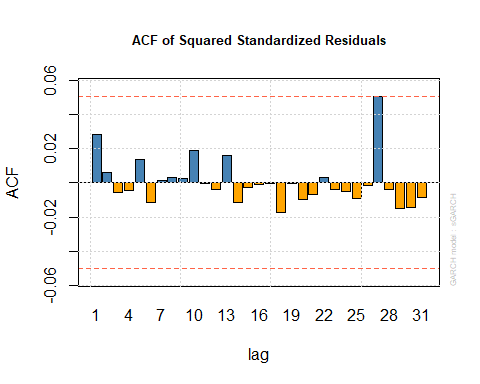 ACF of Squared Standardized Residuals
ACF
0.06
0.02
-0.02
-0.06
1 4 7 10 13 16 19 22 25 28 31
lag
GARCH model : sGARCH